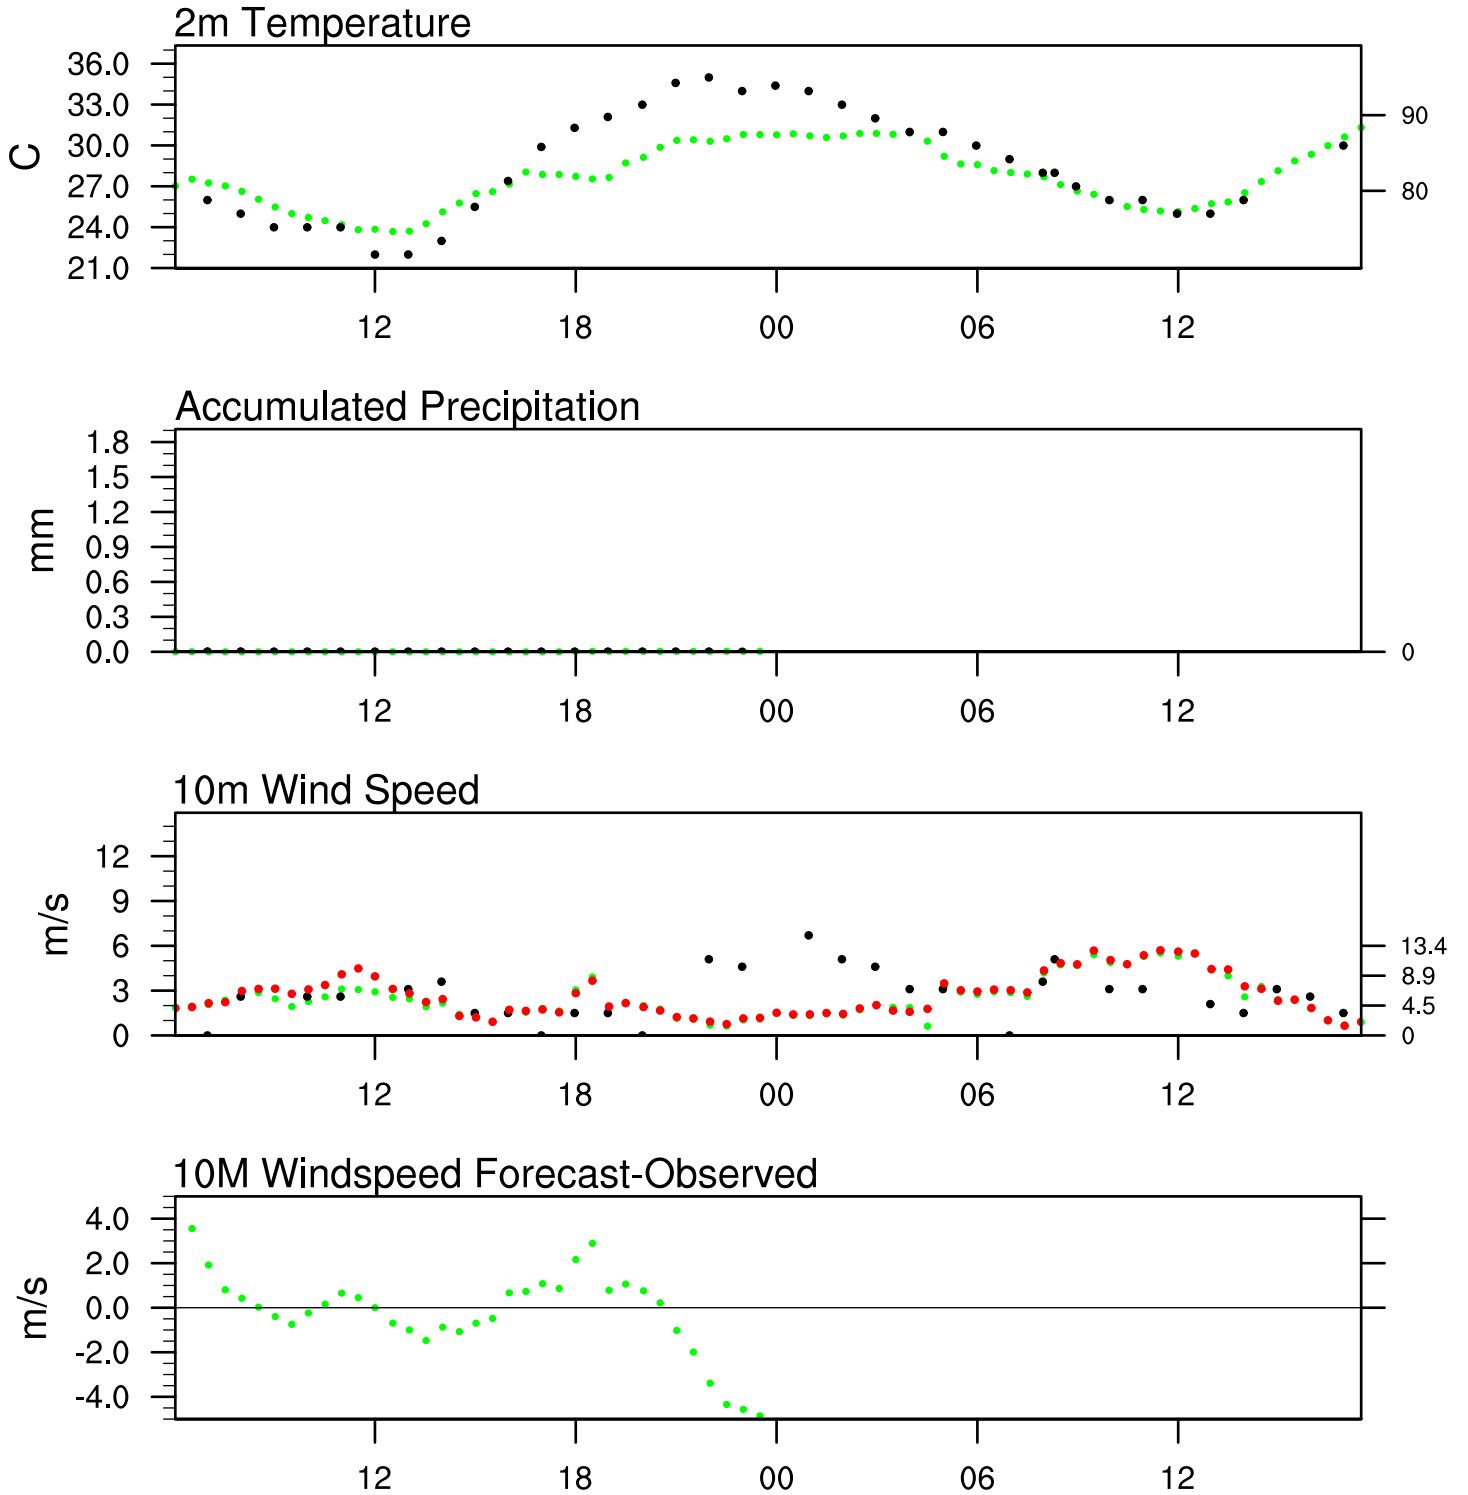 2m Temperature
36.0
33.0
90
30.0
C
27.0
80
24.0
21.0
12 18 00 06 12
Accumulated Precipitation
1.8
1.5
1.2
mm
0.9
0.6
0.3
0.0 0
12 18 00 06 12
10m Wind Speed
12
m/s
9
6 13.4
8.9
3
4.5
0 0
12 18 00 06 12
10M Windspeed Forecast-Observed
4.0
2.0
m/s
0.0
-2.0
-4.0
12 18 00 06 12